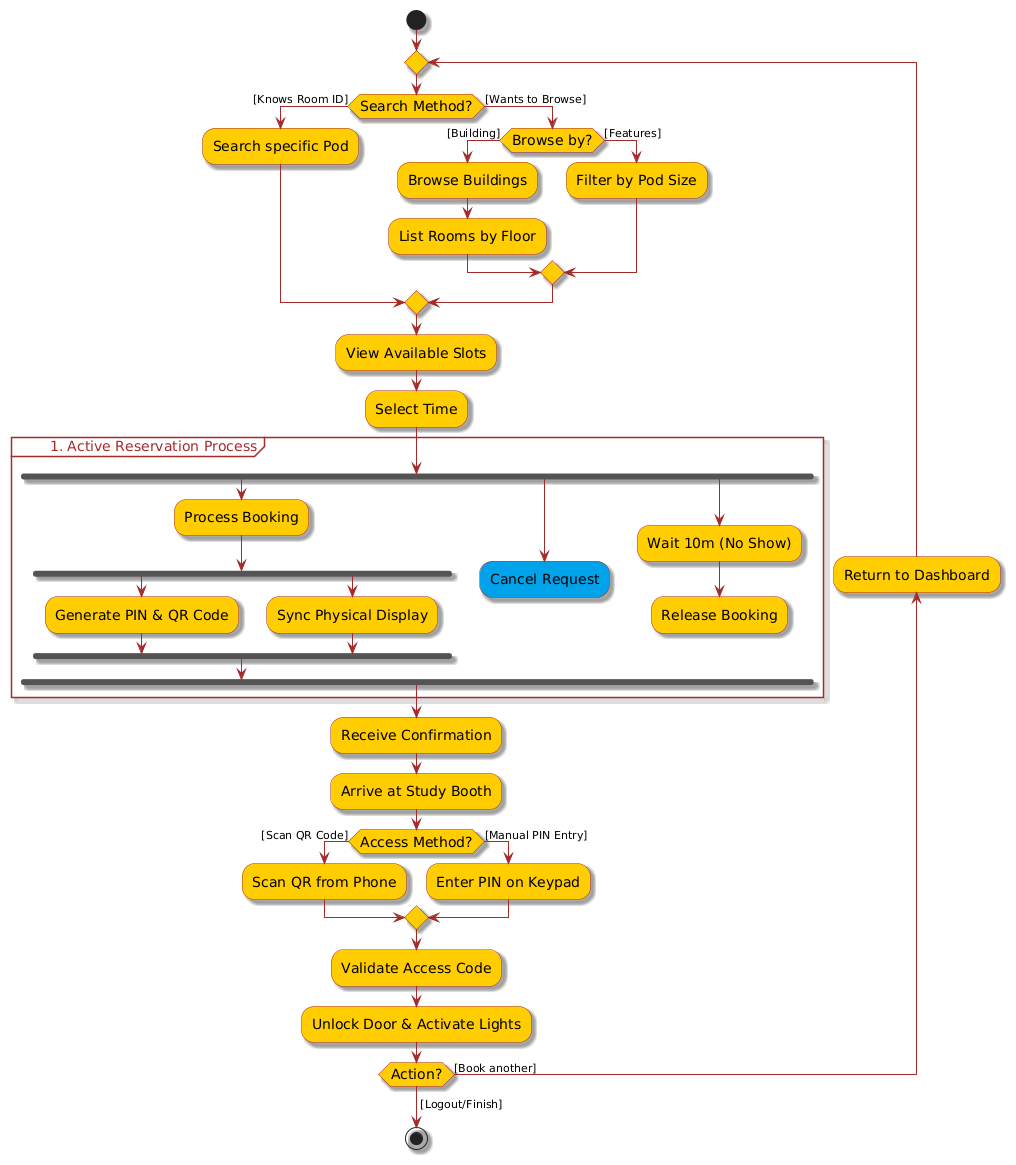 [Knows Room ID]
Search Method?
[Wants to Browse]
Search specific Pod
[Building]
Browse by?
[Features]
Browse Buildings
Filter by Pod Size
List Rooms by Floor
View Available Slots
Select Time
1. Active Reservation Process
Process Booking
Wait 10m (No Show)
Cancel Request
Return to Dashboard
Generate PIN & QR Code
Sync Physical Display
Release Booking
Receive Confirmation
Arrive at Study Booth
[Scan QR Code]
Access Method?
[Manual PIN Entry]
Scan QR from Phone
Enter PIN on Keypad
Validate Access Code
Unlock Door & Activate Lights
Action?
[Book another]
[Logout/Finish]